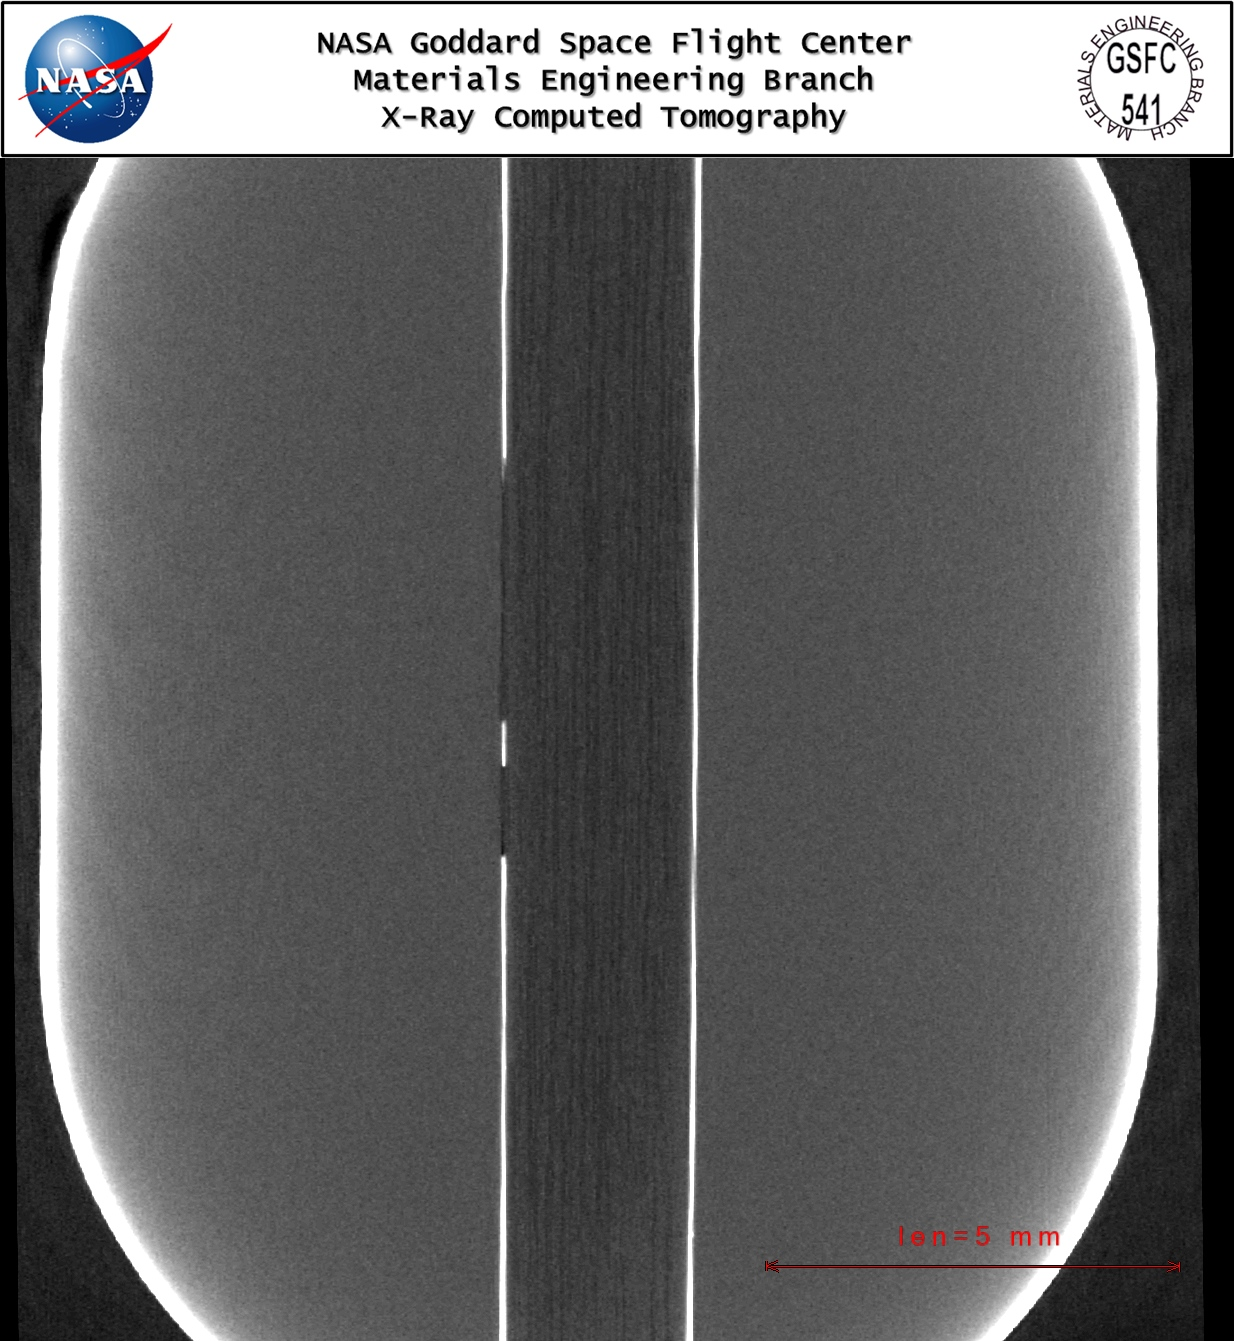 NASA
NASA Goddard Space Flight Center
Materials Engineering Branch
X-Ray Computed Tomography
MATERIALS ENGINEERING BRANCH
GSFC
541
len=5 mm